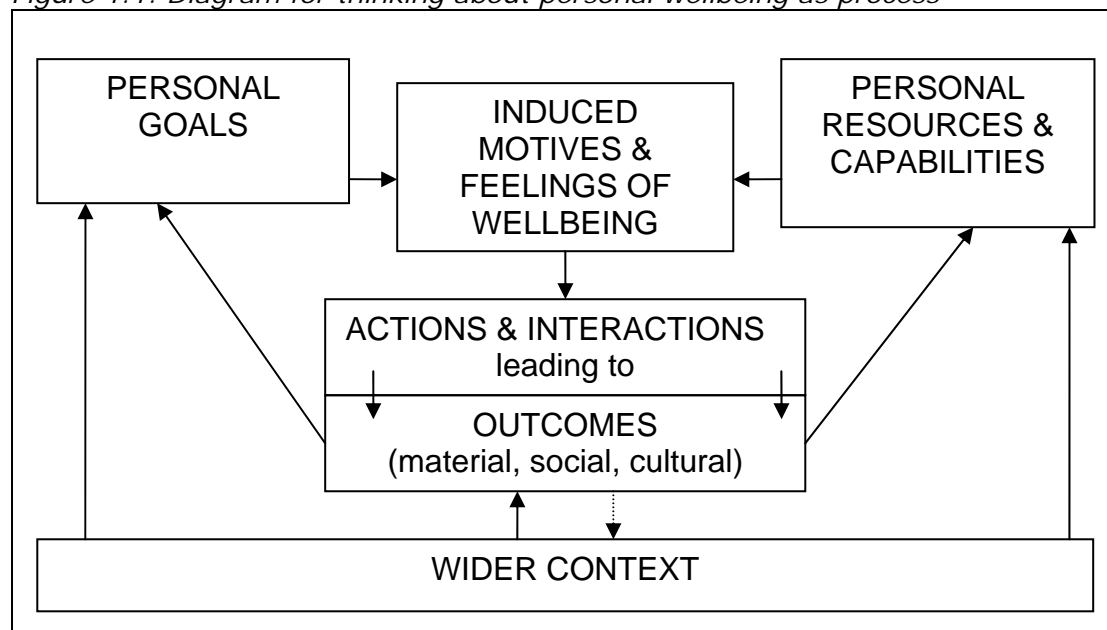 Figure 1.1: Diagram for thinking about personal wellbeing as process
PERSONAL
GOALS
INDUCED
MOTIVES &
FEELINGS OF
WELLBEING
PERSONAL
RESOURCES &
CAPABILITIES
ACTIONS & INTERACTIONS
leading to
OUTCOMES
(material, social, cultural)
WIDER CONTEXT